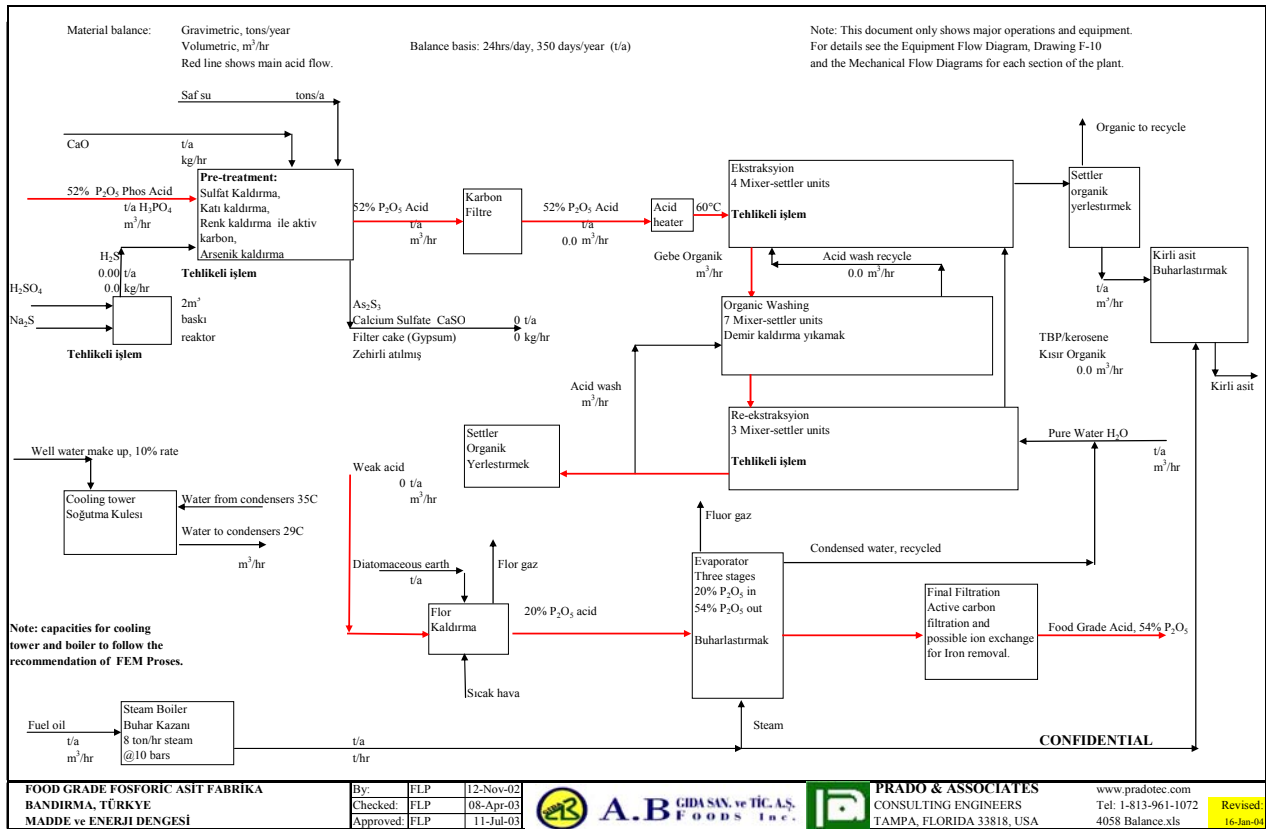 Material balance: Gravimetric, tons/year
Volumetric, m³/hr
Red line shows main acid flow.
Balance basis: 24hrs/day, 350 days/year (t/a)
Note: This document only shows major operations and equipment.
For details see the Equipment Flow Diagram, Drawing F-10
and the Mechanical Flow Diagrams for each section of the plant.
Saf su tons/a
CaO t/a
kg/hr
52% P₂O₅ Phos Acid
t/a H₃PO₄
m³/hr
Pre-treatment:
Sulfat Kaldırma,
Katı kaldırma,
Renk kaldırma ile aktiv
karbon,
Arsenik kaldırma
Tehlikeli işlem
H₂S
0.00 t/a
0.0 kg/hr
H₂SO₄
Na₂S
2m³
baskı
reaktor
Tehlikeli işlem
52% P₂O₅ Acid
t/a
m³/hr
Karbon
Filtre
52% P₂O₅ Acid
t/a
0.0 m³/hr
Acid
heater
60°C
As₂S₃
Calcium Sulfate CaSO 0 t/a
Filter cake (Gypsum) 0 kg/hr
Zehirli atılmış
Ekstraksyion
4 Mixer-settler units
Tehlikeli işlem
Organic to recycle
Settler
organik
yerlestırmek
t/a
m³/hr
Kirli asit
Buharlastırmak
Kirli asit
Gebe Organik
m³/hr
Acid wash recycle
0.0 m³/hr
Organic Washing
7 Mixer-settler units
Demir kaldırma yıkamak
TBP/kerosene
Kısır Organik
0.0 m³/hr
Acid wash
m³/hr
Re-ekstraksyion
3 Mixer-settler units
Tehlikeli işlem
Pure Water H₂O
t/a
m³/hr
Settler
Organik
Yerlestırmek
Well water make up, 10% rate
Cooling tower
Soğutma Kulesı
Water from condensers 35C
Water to condensers 29C
m³/hr
Weak acid
0 t/a
m³/hr
Diatomaceous earth
t/a
Flor gaz
Flor
Kaldırma
Sıcak hava
20% P₂O₅ acid
Fluor gaz
Evaporator
Three stages
20% P₂O₅ in
54% P₂O₅ out
Buharlastırmak
Condensed water, recycled
Final Filtration
Active carbon
filtration and
possible ion exchange
for Iron removal.
Food Grade Acid, 54% P₂O₅
Note: capacities for cooling
tower and boiler to follow the
recommendation of FEM Proses.
Fuel oil
t/a
m³/hr
Steam Boiler
Buhar Kazanı
8 ton/hr steam
@10 bars
t/a
t/hr
Steam
CONFIDENTIAL
FOOD GRADE FOSFORİC ASİT FABRİKA
BANDIRMA, TÜRKYE
MADDE ve ENERJI DENGESİ
By: FLP 12-Nov-02
Checked: FLP 08-Apr-03
Approved: FLP 11-Jul-03
A.B GIDA SAN. ve TİC. A.Ş.
FOODS Inc.
PRADO & ASSOCIATES
CONSULTING ENGINEERS
TAMPA, FLORIDA 33818, USA
www.pradotec.com
Tel: 1-813-961-1072
4058 Balance.xls
Revised:
16-Jan-04